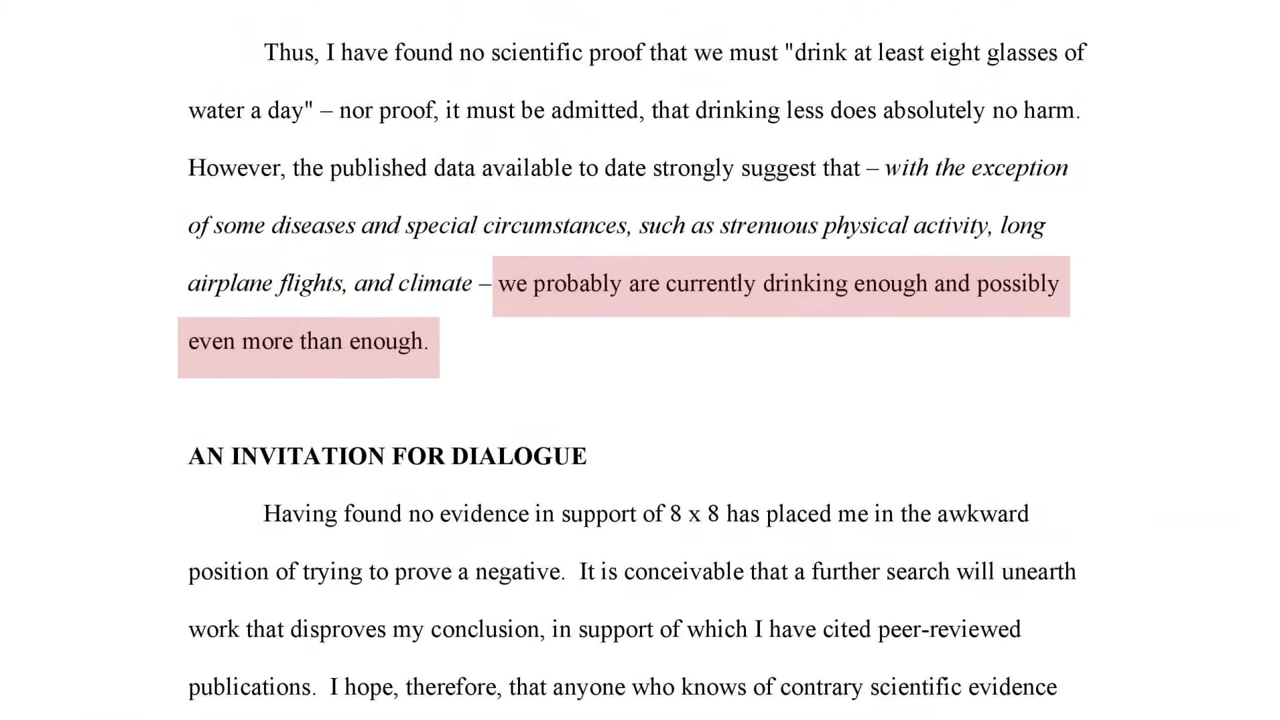 Thus, I have found no scientific proof that we must "drink at least eight glasses of
water a day" – nor proof, it must be admitted, that drinking less does absolutely no harm.
However, the published data available to date strongly suggest that – with the exception
of some diseases and special circumstances, such as strenuous physical activity, long
airplane flights, and climate – we probably are currently drinking enough and possibly
even more than enough.
AN INVITATION FOR DIALOGUE
Having found no evidence in support of 8 x 8 has placed me in the awkward
position of trying to prove a negative.  It is conceivable that a further search will unearth
work that disproves my conclusion, in support of which I have cited peer-reviewed
publications.  I hope, therefore, that anyone who knows of contrary scientific evidence